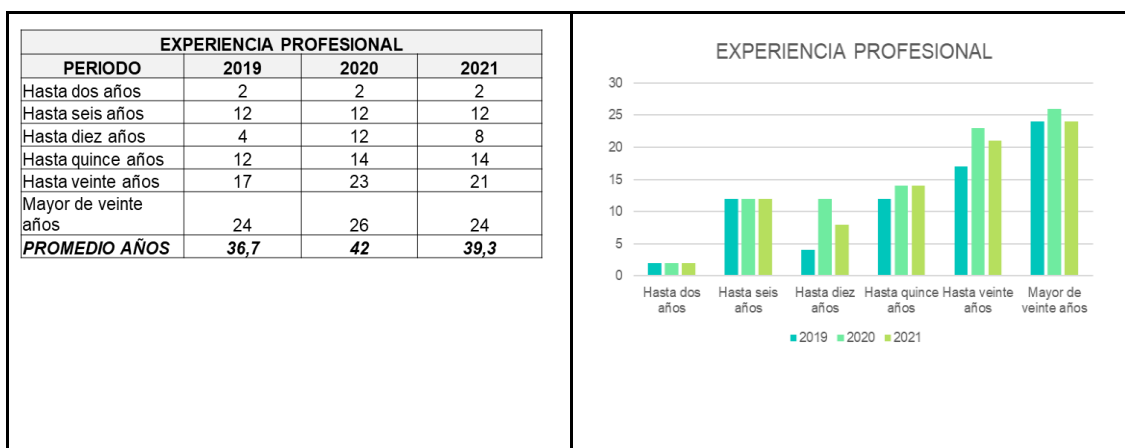 EXPERIENCIA PROFESIONAL
PERIODO 2019 2020 2021
Hasta dos años 2 2 2
Hasta seis años 12 12 12
Hasta diez años 4 12 8
Hasta quince años 12 14 14
Hasta veinte años 17 23 21
Mayor de veinte
años 24 26 24
PROMEDIO AÑOS 36,7 42 39,3
EXPERIENCIA PROFESIONAL
30
25
20
15
10
5
0
Hasta dos Hasta seis Hasta diez Hasta quince Hasta veinte Mayor de
años años años años años veinte años
2019 2020 2021